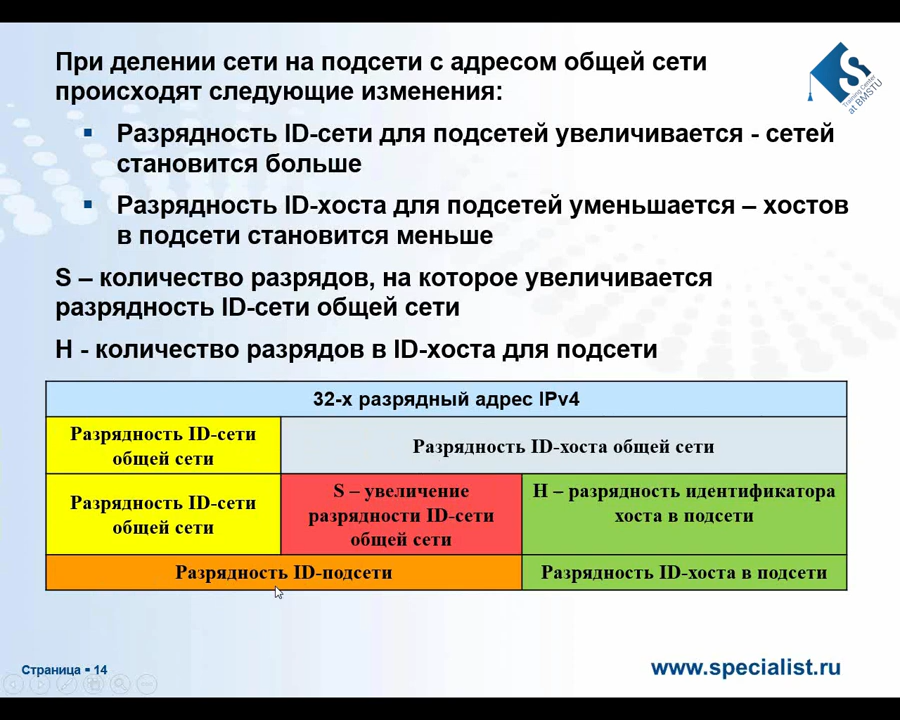 При делении сети на подсети с адресом общей сети
происходят следующие изменения:
Разрядность ID-сети для подсетей увеличивается - сетей
становится больше
Разрядность ID-хоста для подсетей уменьшается – хостов
в подсети становится меньше
S – количество разрядов, на которое увеличивается
разрядность ID-сети общей сети
H - количество разрядов в ID-хоста для подсети
32-х разрядный адрес IPv4
Разрядность ID-сети
общей сети
Разрядность ID-хоста общей сети
Разрядность ID-сети
общей сети
S – увеличение
разрядности ID-сети
общей сети
H – разрядность идентификатора
хоста в подсети
Разрядность ID-подсети
Разрядность ID-хоста в подсети
Страница ▪ 14
www.specialist.ru
S
Training Center
at BMSTU